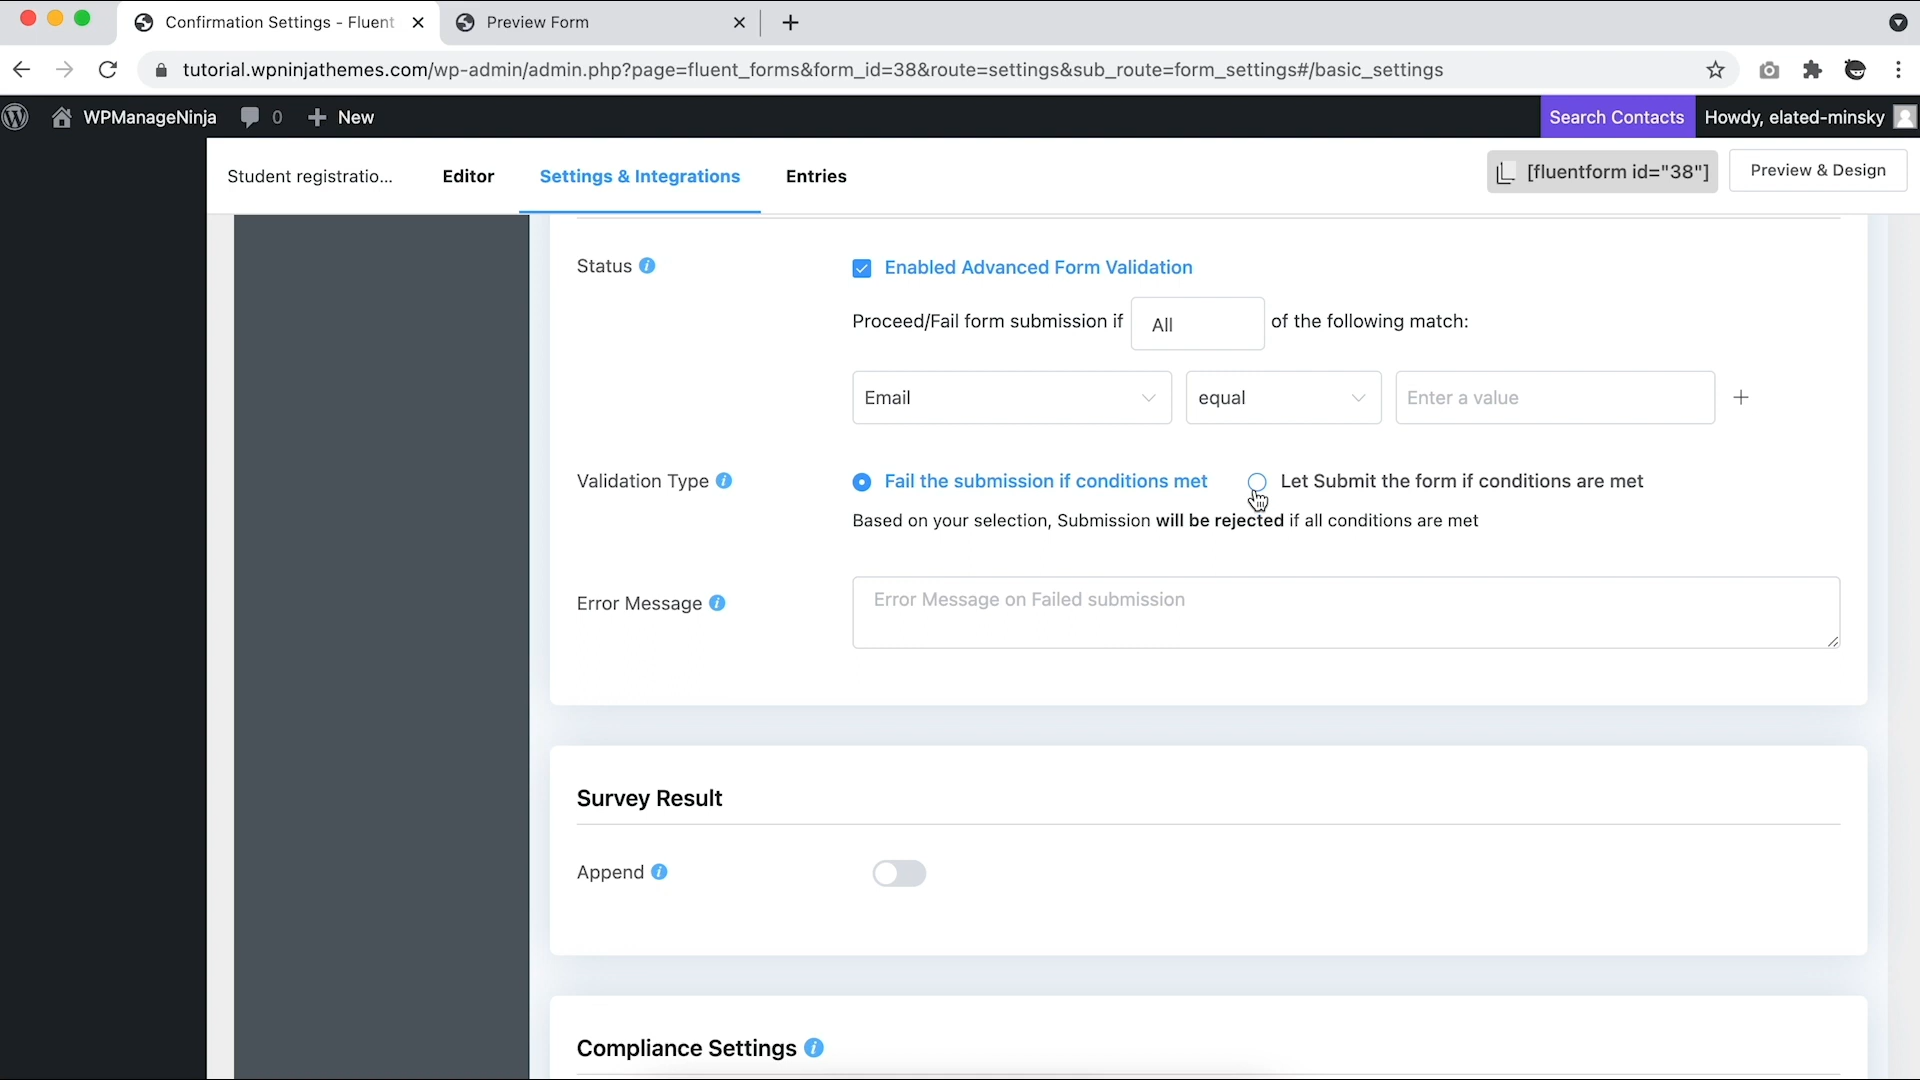 Confirmation Settings - Fluent
Preview Form
tutorial.wpninjathemes.com/wp-admin/admin.php?page=fluent_forms&form_id=38&route=settings&sub_route=form_settings#/basic_settings
WPManageNinja 0 New Search Contacts Howdy, elated-minsky
Student registratio... Editor Settings & Integrations Entries [fluentform id="38"] Preview & Design
Status Enabled Advanced Form Validation
Proceed/Fail form submission if All of the following match:
Email equal Enter a value
Validation Type Fail the submission if conditions met Let Submit the form if conditions are met
Based on your selection, Submission will be rejected if all conditions are met
Error Message Error Message on Failed submission
Survey Result
Append
Compliance Settings